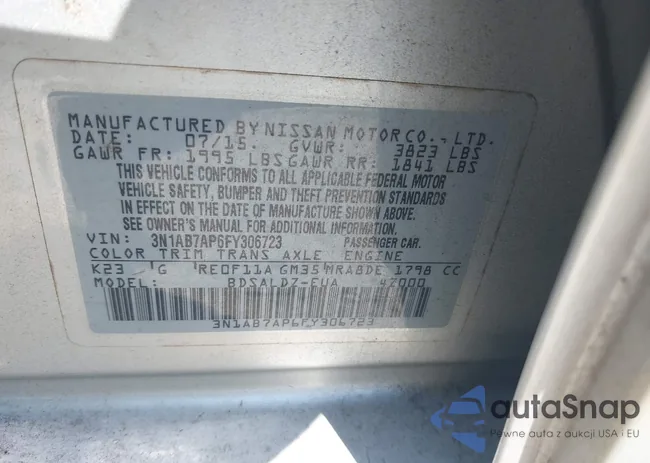 MANUFACTURED BY NISSAN MOTOR CO., LTD.
DATE: 07/15. GVWR: 3823 LBS
GAWR FR: 1995 LBS GAWR RR: 1841 LBS
THIS VEHICLE CONFORMS TO ALL APPLICABLE FEDERAL MOTOR
VEHICLE SAFETY, BUMPER AND THEFT PREVENTION STANDARDS
IN EFFECT ON THE DATE OF MANUFACTURE SHOWN ABOVE.
SEE OWNER'S MANUAL FOR ADDITIONAL INFORMATION.
VIN: 3N1AB7AP6FY306723 PASSENGER CAR.
COLOR TRIM TRANS AXLE ENGINE
K23 G RE0F11A GM35 MRA8DE 1798 CC
MODEL: BDSALDZ-EUA 47000
3N1AB7AP6FY306723
autoSnap
Pewne auta z aukcji USA i EU